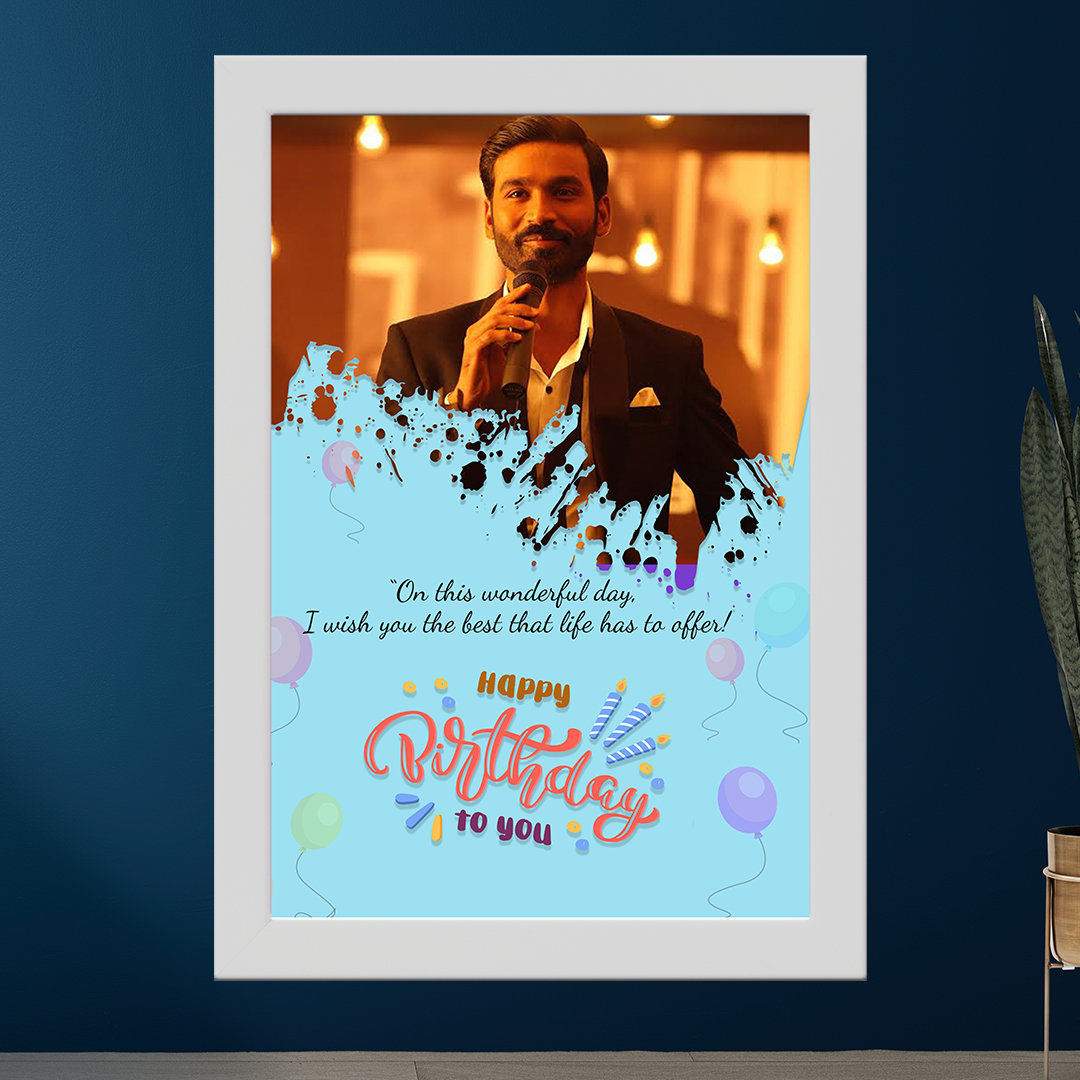 “On this wonderful day,
I wish you the best that life has to offer!
Happy
Birthday
to you